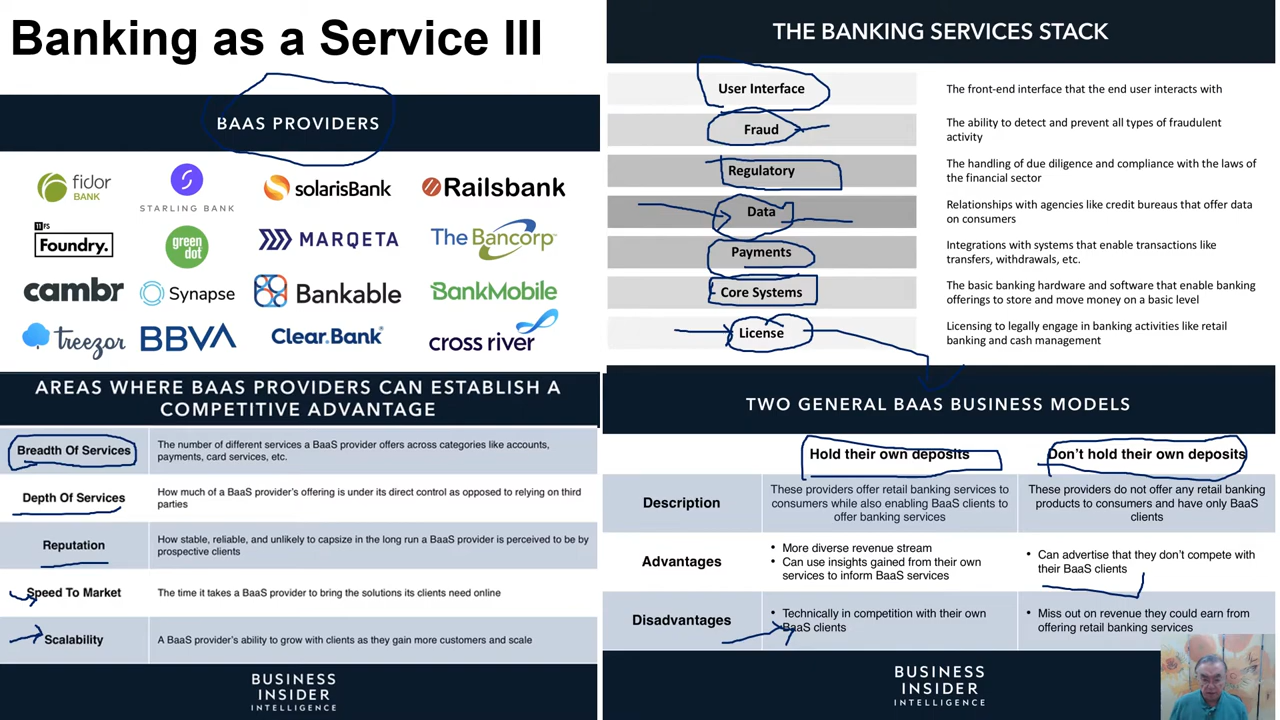 Banking as a Service III
BAAS PROVIDERS
fidor
BANK
STARLING BANK
solarisBank
Railsbank
11:FS
Foundry.
green
dot
MARQETA
The Bancorp
cambr
Synapse
Bankable
BankMobile
treezor
BBVA
Clear.Bank
cross river
THE BANKING SERVICES STACK
User Interface
The front-end interface that the end user interacts with
Fraud
The ability to detect and prevent all types of fraudulent
activity
Regulatory
The handling of due diligence and compliance with the laws of
the financial sector
Data
Relationships with agencies like credit bureaus that offer data
on consumers
Payments
Integrations with systems that enable transactions like
transfers, withdrawals, etc.
Core Systems
The basic banking hardware and software that enable banking
offerings to store and move money on a basic level
License
Licensing to legally engage in banking activities like retail
banking and cash management
AREAS WHERE BAAS PROVIDERS CAN ESTABLISH A
COMPETITIVE ADVANTAGE
Breadth Of Services
The number of different services a BaaS provider offers across categories like accounts,
payments, card services, etc.
Depth Of Services
How much of a BaaS provider's offering is under its direct control as opposed to relying on third
parties
Reputation
How stable, reliable, and unlikely to capsize in the long run a BaaS provider is perceived to be by
prospective clients
Speed To Market
The time it takes a BaaS provider to bring the solutions its clients need online
Scalability
A BaaS provider's ability to grow with clients as they gain more customers and scale
BUSINESS
INSIDER
INTELLIGENCE
TWO GENERAL BAAS BUSINESS MODELS
Hold their own deposits
Don't hold their own deposits
Description
These providers offer retail banking services to
consumers while also enabling BaaS clients to
offer banking services
These providers do not offer any retail banking
products to consumers and have only BaaS
clients
Advantages
• More diverse revenue stream
• Can use insights gained from their own
services to inform BaaS services
• Can advertise that they don't compete with
their BaaS clients
Disadvantages
• Technically in competition with their own
BaaS clients
• Miss out on revenue they could earn from
offering retail banking services
BUSINESS
INSIDER
INTELLIGENCE